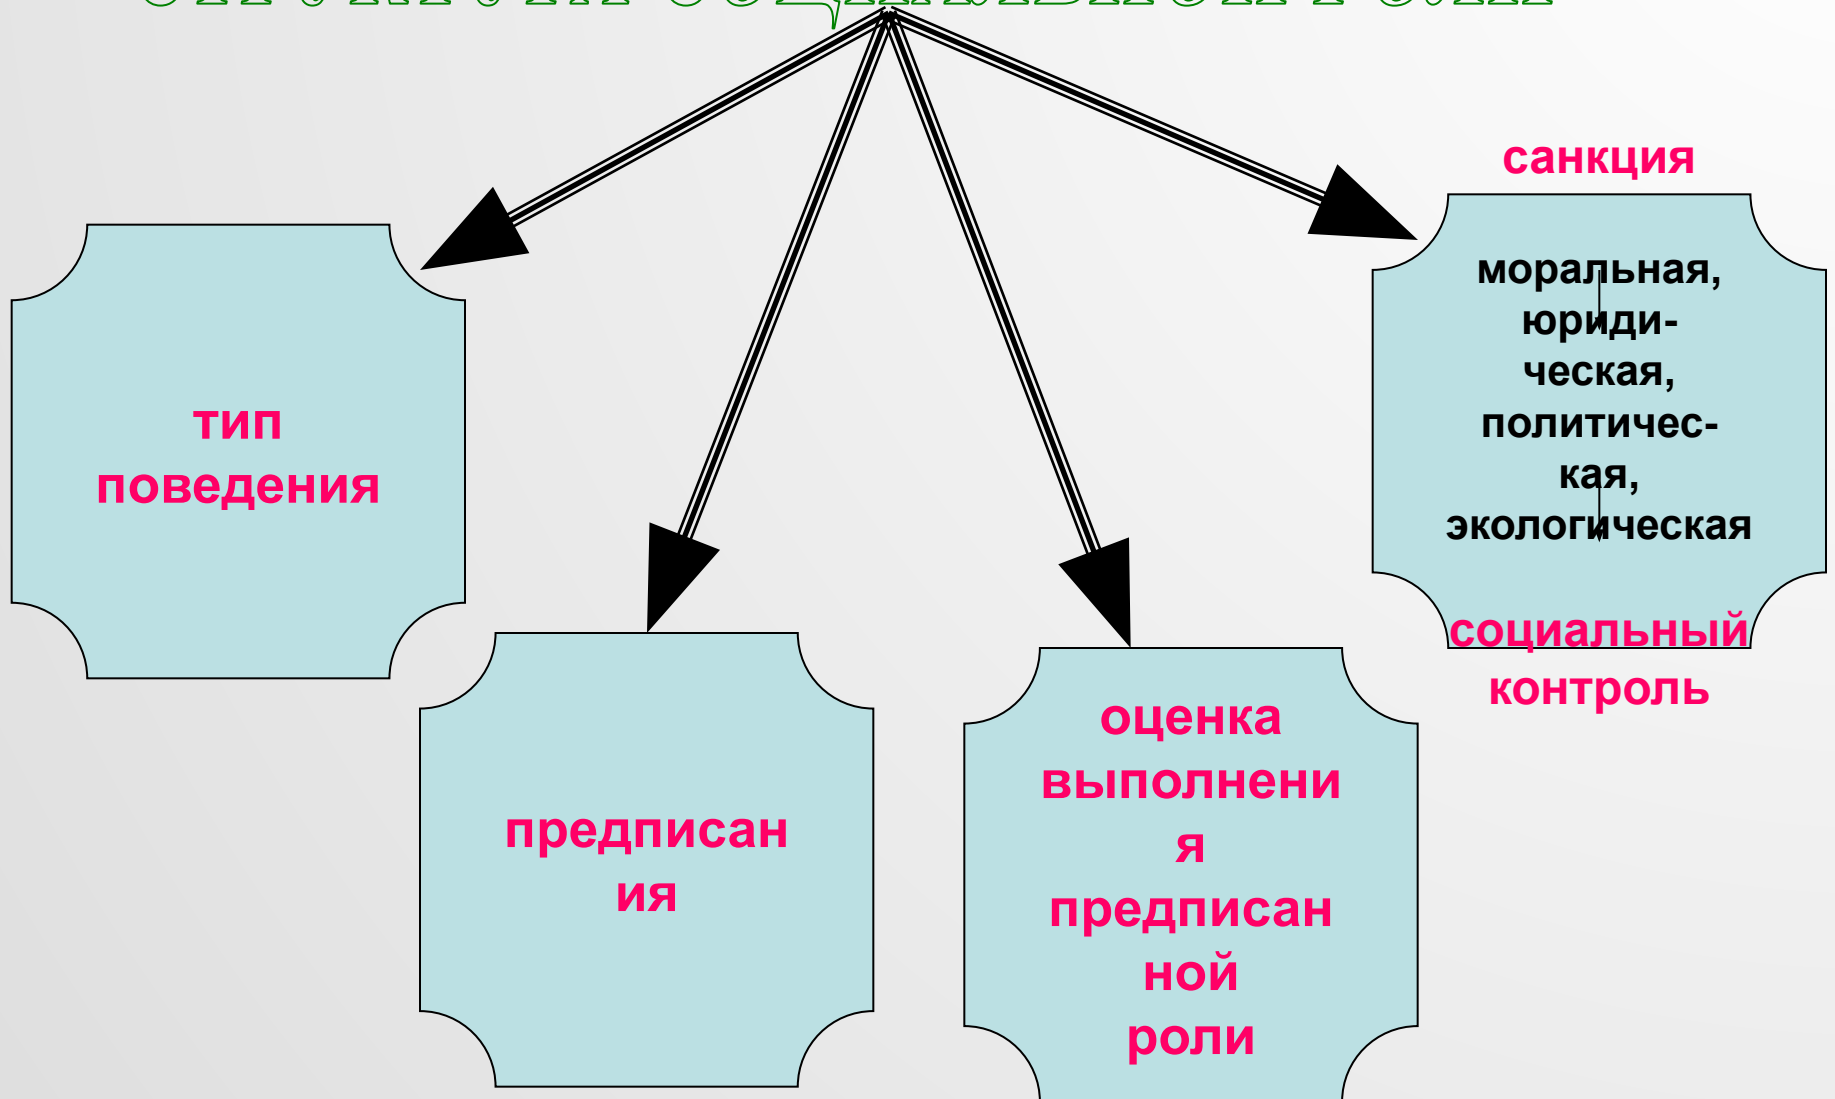 тип
поведения
предписан
ия
оценка
выполнени
я
предписан
ной
роли
санкция
моральная,
юриди-
ческая,
политичес-
кая,
экологическая
социальный
контроль